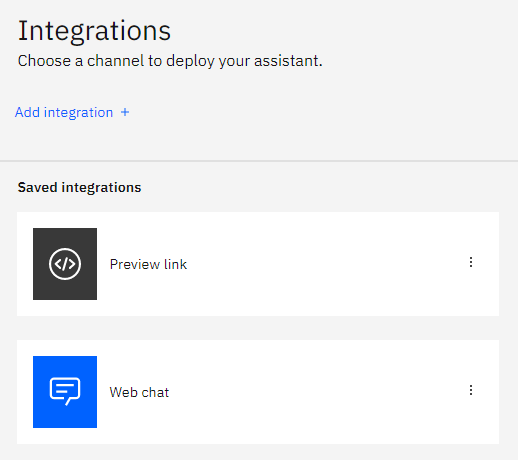 Integrations
Choose a channel to deploy your assistant.
Add integration +
Saved integrations
Preview link
Web chat